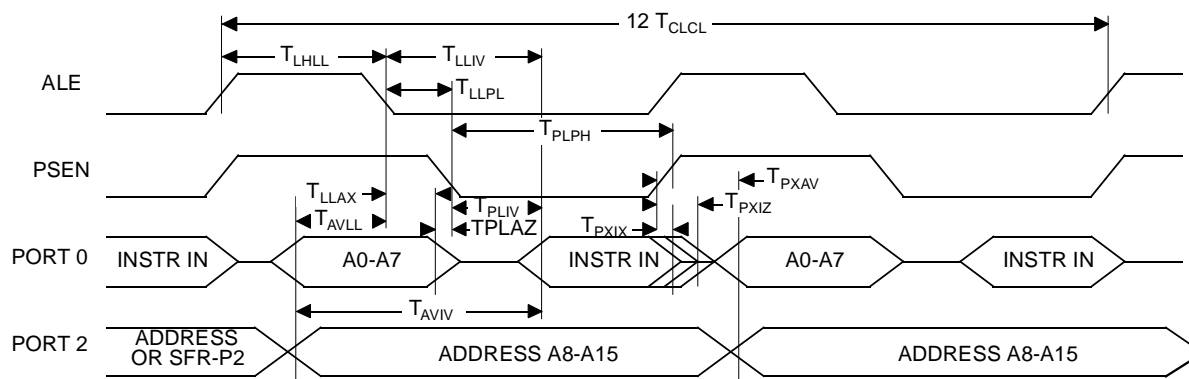 12 TCLCL
TLHLL
TLLIV
ALE
TLLPL
TPLPH
PSEN
TLLAX
TPXAV
TAVLL
TPLIV
TPXIZ
TPLAZ
TPXIX
PORT 0
INSTR IN
A0-A7
INSTR IN
A0-A7
INSTR IN
TAVIV
PORT 2
ADDRESS
OR SFR-P2
ADDRESS A8-A15
ADDRESS A8-A15